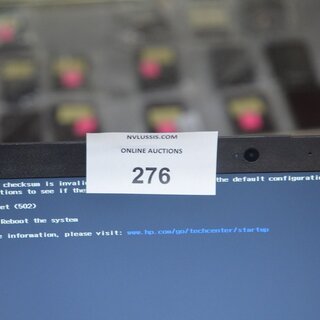 NVLUSSIS.COM
ONLINE AUCTIONS
276
checksum is invali
the default configuration
tions to see if the
et (502)
Reboot the system
e information, please visit: www.hp.com/go/techcenter/startup